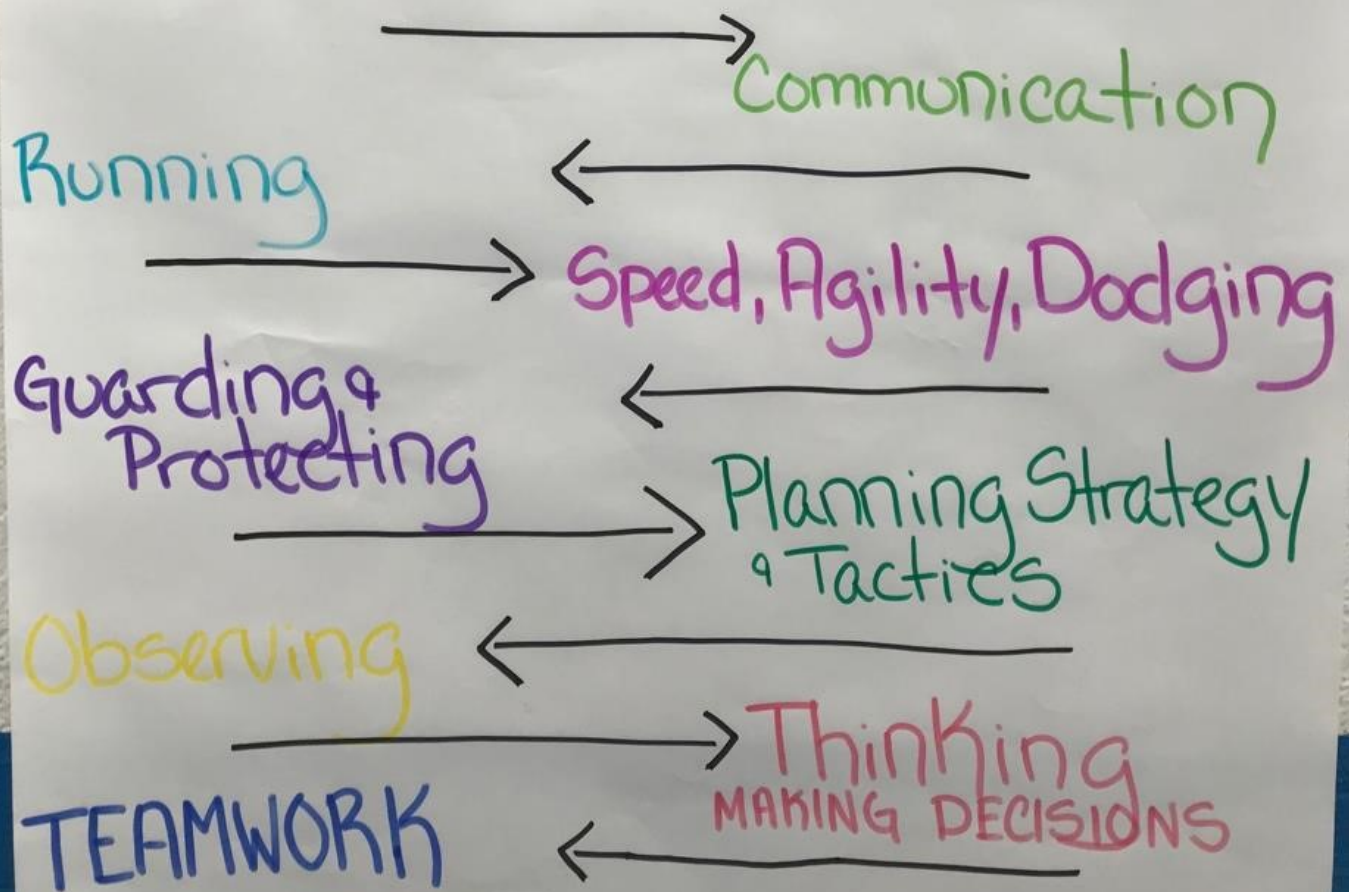 Communication
Running
Speed, Agility, Dodging
Guarding &
Protecting
Planning Strategy
& Tactics
Observing
Thinking
MAKING DECISIONS
TEAMWORK